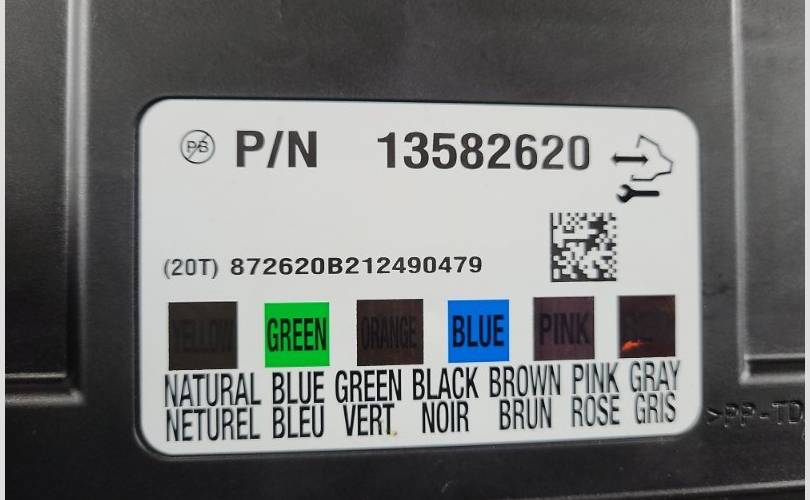 PB P/N 13582620
(20T) 872620B212490479
YELLOW GREEN ORANGE BLUE PINK
NATURAL BLUE GREEN BLACK BROWN PINK GRAY
NETUREL BLEU VERT NOIR BRUN ROSE GRIS
>PP-TD